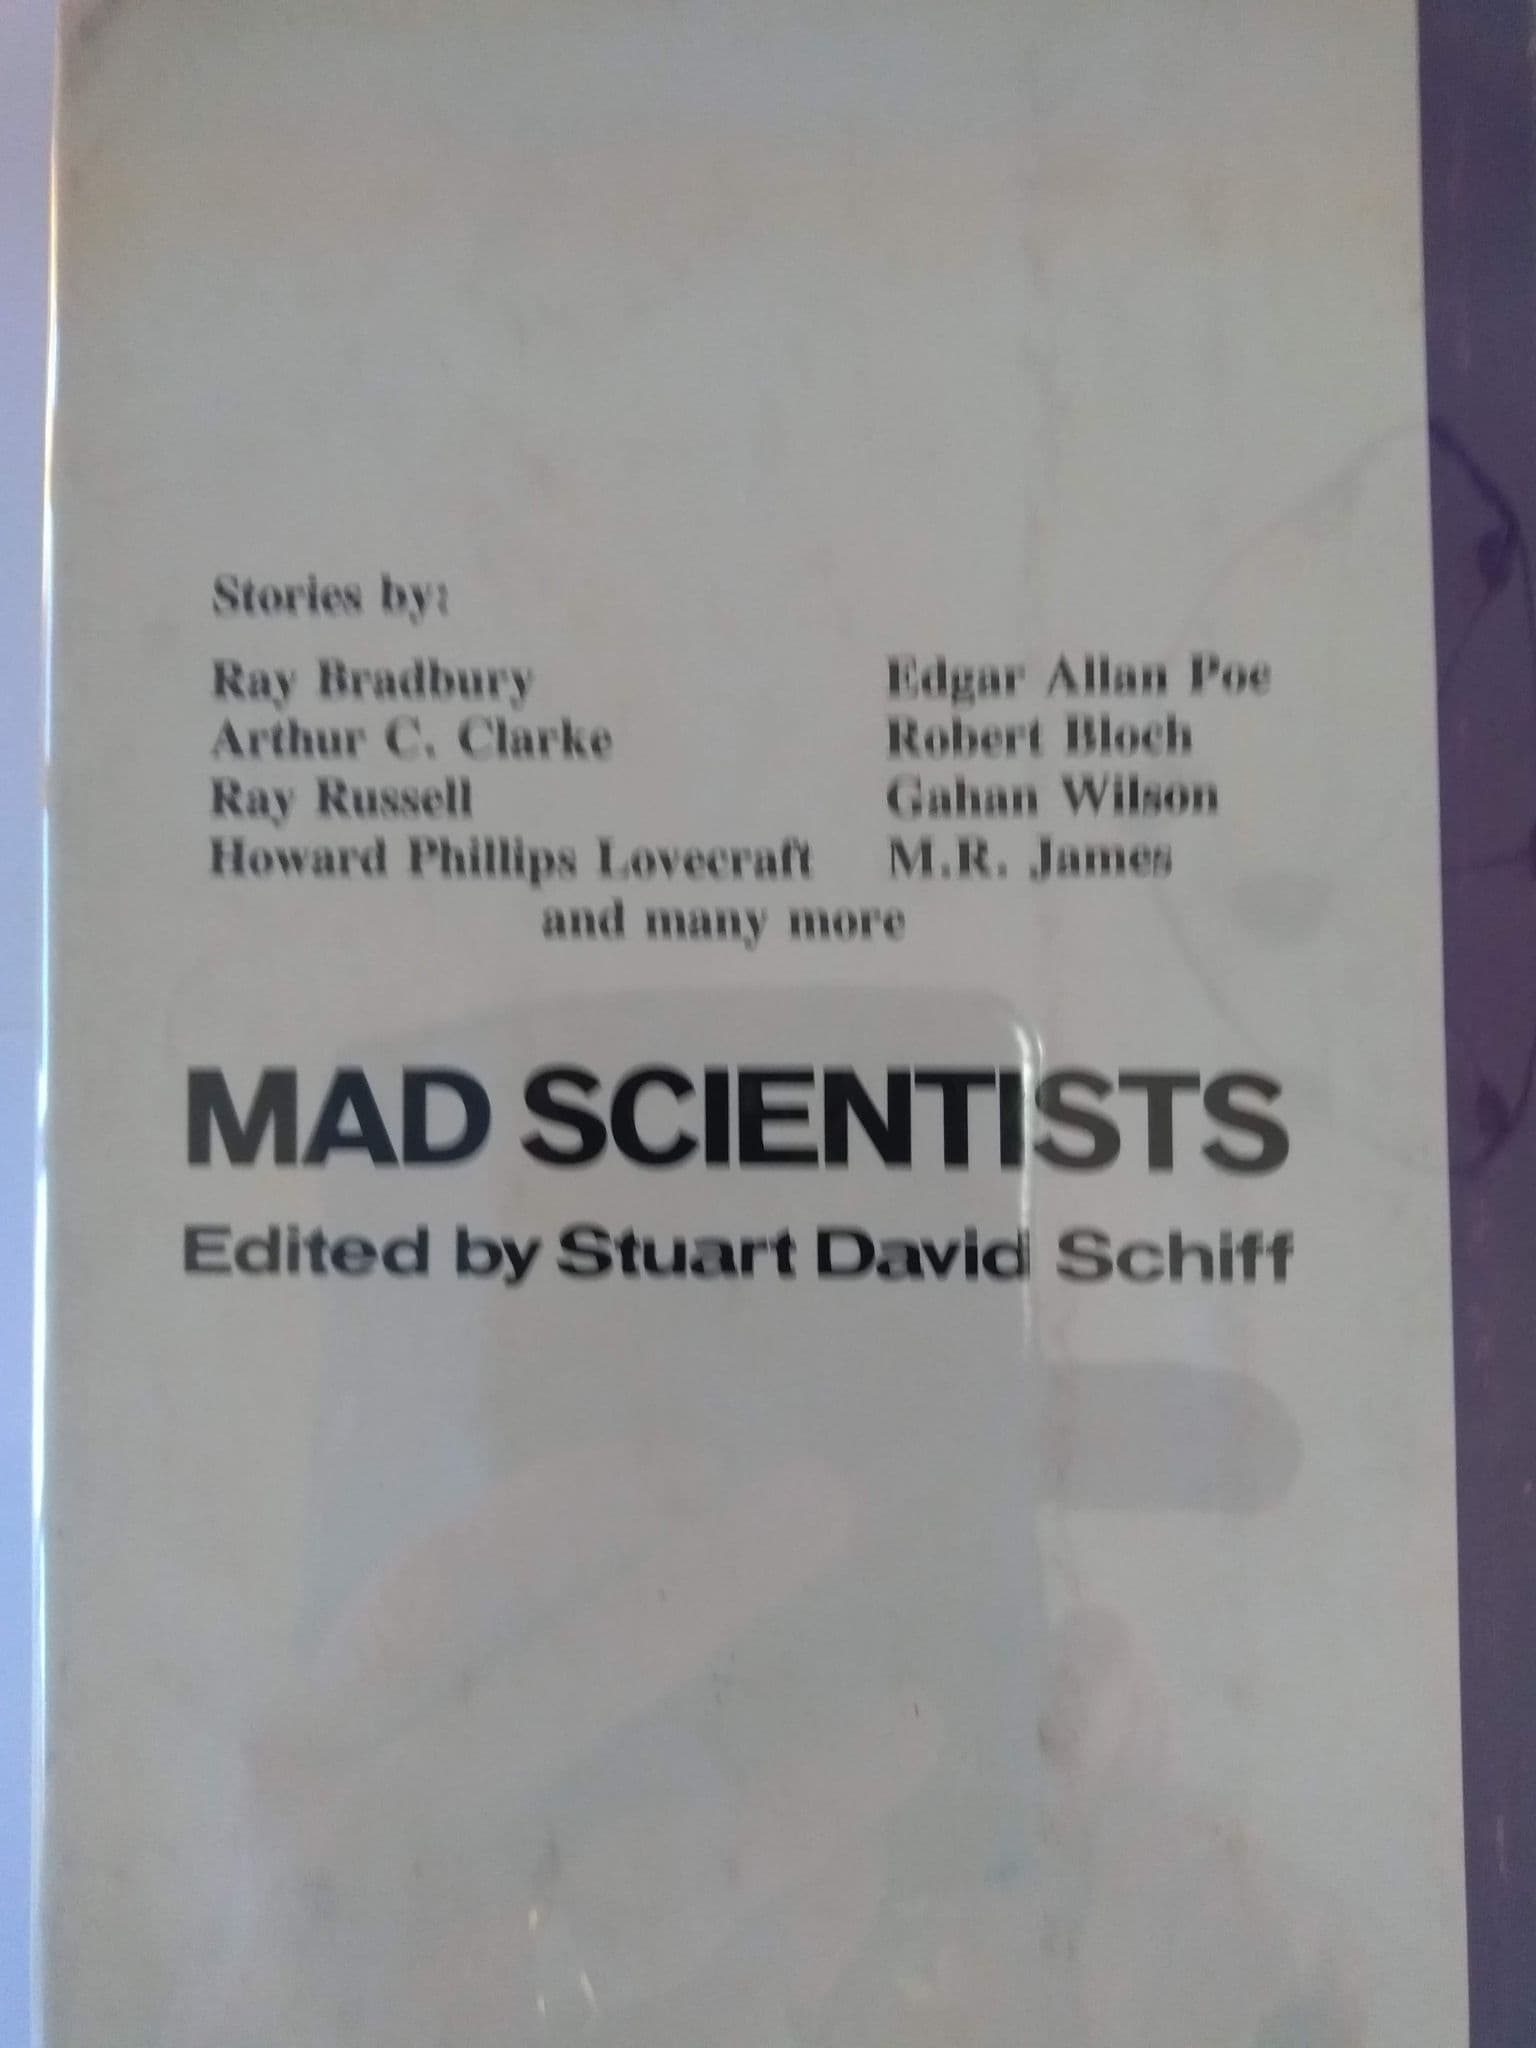 Stories by:
Ray Bradbury
Arthur C. Clarke
Ray Russell
Howard Phillips Lovecraft
Edgar Allan Poe
Robert Bloch
Gahan Wilson
M.R. James
and many more
MAD SCIENTISTS
Edited by Stuart David Schiff